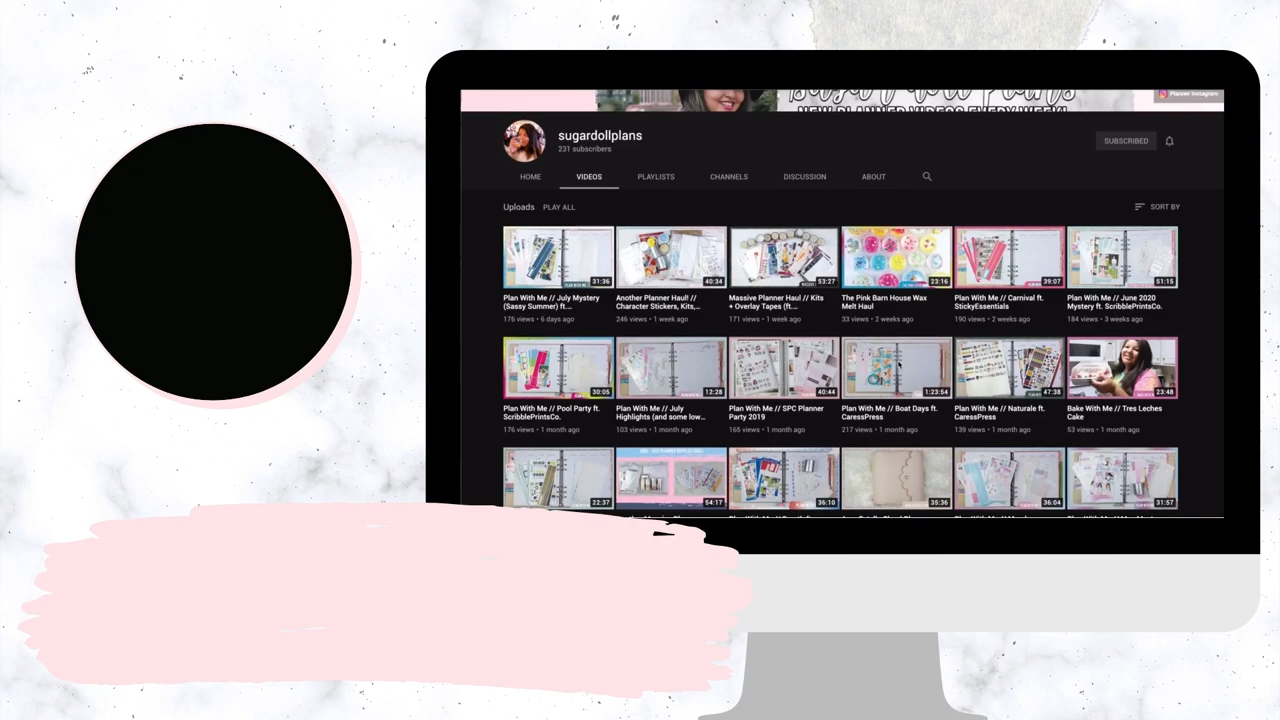 NEW PLANNER VIDEOS EVERY WEEK!
Planner Instagram
sugardollplans
231 subscribers
SUBSCRIBED
HOME VIDEOS PLAYLISTS CHANNELS DISCUSSION ABOUT
Uploads PLAY ALL SORT BY
31:36 40:34 53:27 23:16 39:07 51:15
Plan With Me // July Mystery
(Sassy Summer) ft....
176 views • 6 days ago
Another Planner Haul! //
Character Stickers, Kits,...
246 views • 1 week ago
Massive Planner Haul // Kits
+ Overlay Tapes (ft....
171 views • 1 week ago
The Pink Barn House Wax
Melt Haul
33 views • 2 weeks ago
Plan With Me // Carnival ft.
StickyEssentials
190 views • 2 weeks ago
Plan With Me // June 2020
Mystery ft. ScribblePrintsCo.
184 views • 3 weeks ago
30:05 12:28 40:44 1:23:54 47:38 23:48
Plan With Me // Pool Party ft.
ScribblePrintsCo.
176 views • 1 month ago
Plan With Me // July
Highlights (and some low...
103 views • 1 month ago
Plan With Me // SPC Planner
Party 2019
165 views • 1 month ago
Plan With Me // Boat Days ft.
CaressPress
217 views • 1 month ago
Plan With Me // Naturale ft.
CaressPress
139 views • 1 month ago
Bake With Me // Tres Leches
Cake
53 views • 1 month ago
22:37 54:17 36:10 35:36 36:04 31:57